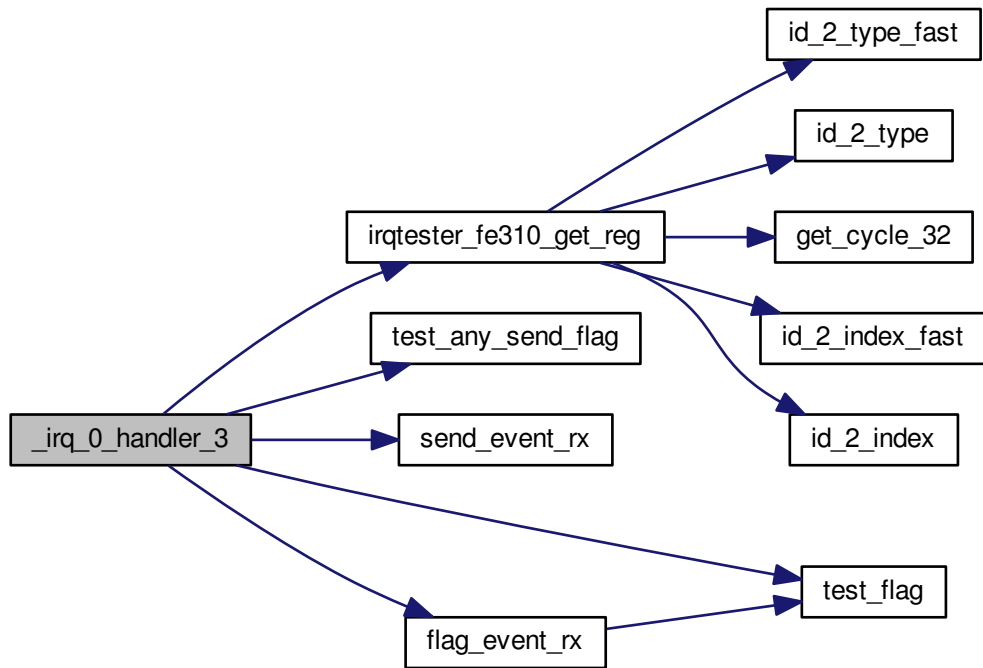 id_2_type_fast
id_2_type
irqtester_fe310_get_reg
get_cycle_32
test_any_send_flag
id_2_index_fast
_irq_0_handler_3
send_event_rx
id_2_index
test_flag
flag_event_rx